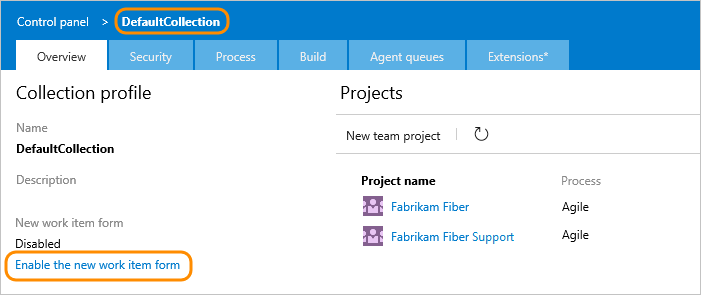 Control panel > DefaultCollection
Overview Security Process Build Agent queues Extensions*
Collection profile
Name
DefaultCollection
Description
New work item form
Disabled
Enable the new work item form
Projects
New team project
Project name Process
Fabrikam Fiber Agile
Fabrikam Fiber Support Agile